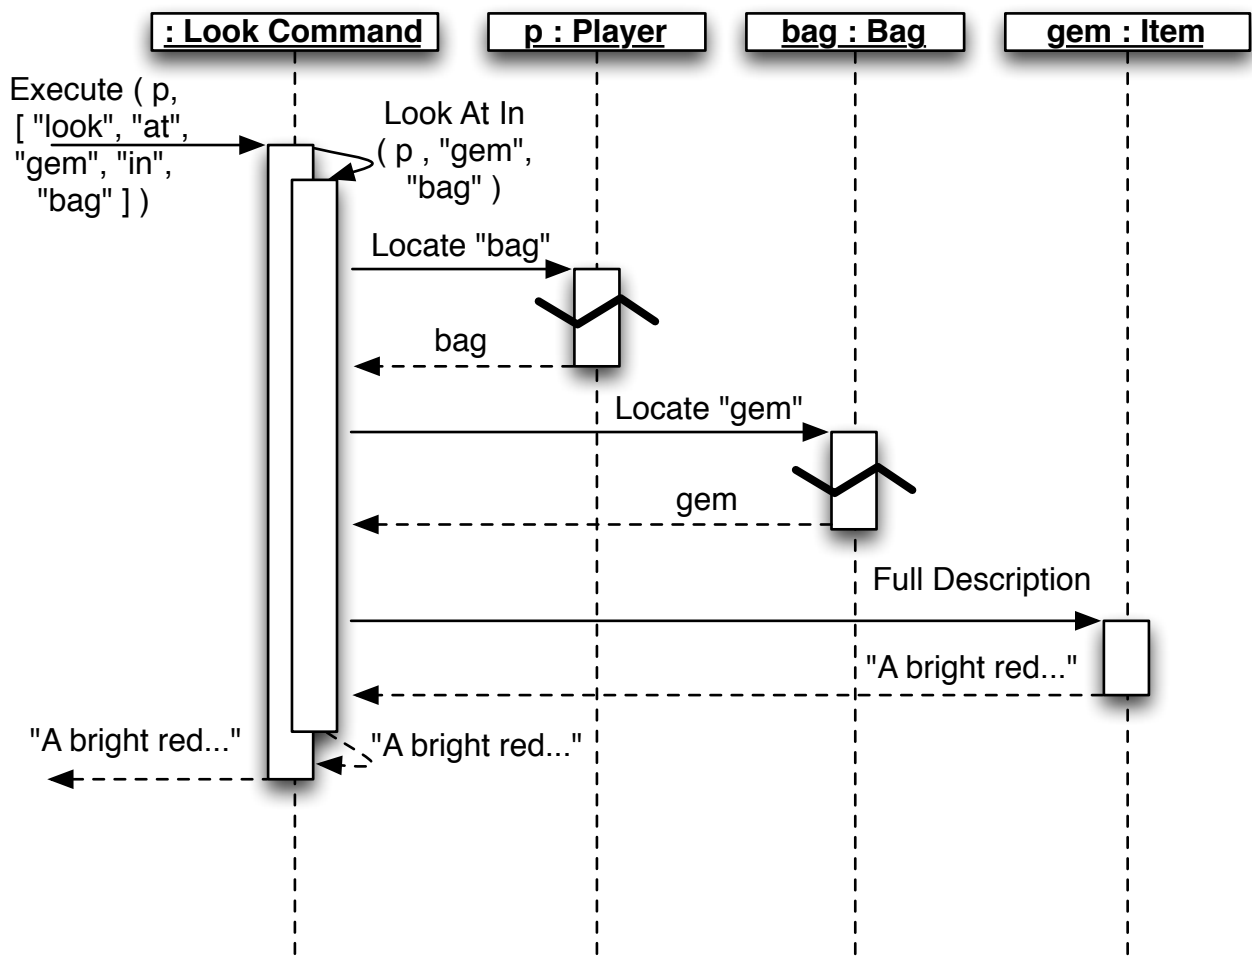 : Look Command
p : Player
bag : Bag
gem : Item
Execute ( p,
[ "look", "at",
"gem", "in",
"bag" ] )
Look At In
( p , "gem",
"bag" )
Locate "bag"
bag
Locate "gem"
gem
Full Description
"A bright red..."
"A bright red..."
"A bright red..."